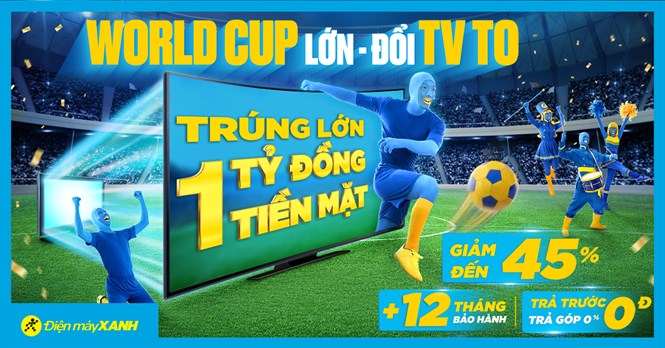 WORLD CUP LỚN - ĐỔI TV TO
TRÚNG LỚN
1 TỶ ĐỒNG
TIỀN MẶT
GIẢM
ĐẾN 45%
+12 THÁNG
BẢO HÀNH
TRẢ TRƯỚC
TRẢ GÓP 0% 0Đ
Điện máy XANH